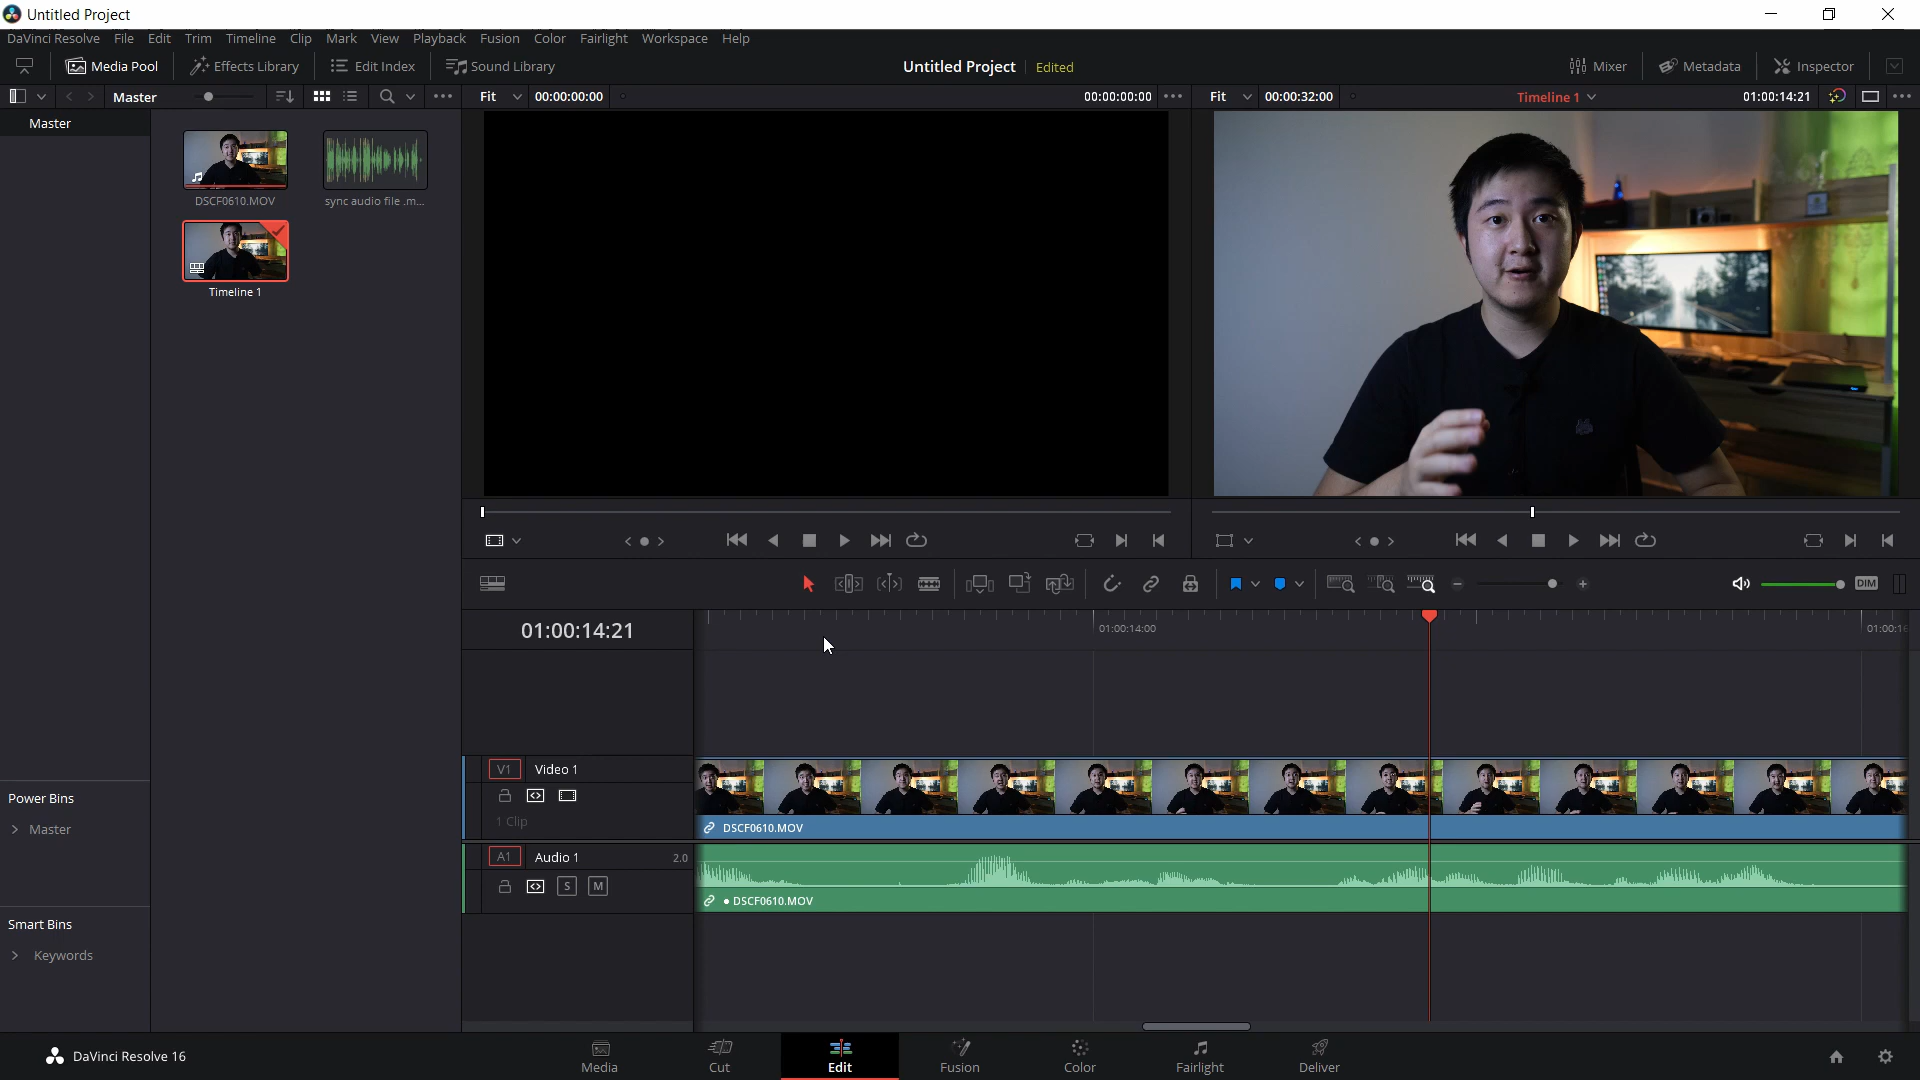 Untitled Project
DaVinci Resolve File Edit Trim Timeline Clip Mark View Playback Fusion Color Fairlight Workspace Help
Media Pool Effects Library Edit Index Sound Library Untitled Project Edited Mixer Metadata Inspector
Master Fit 00:00:00:00 00:00:00:00 Fit 00:00:32:00 Timeline 1 01:00:14:21
Master
DSCF0610.MOV sync audio file .m...
Timeline 1
DIM
01:00:14:21 01:00:14:00 01:00:16
V1 Video 1
Power Bins
1 Clip
Master DSCF0610.MOV
A1 Audio 1 2.0
S M
DSCF0610.MOV
Smart Bins
Keywords
DaVinci Resolve 16 Media Cut Edit Fusion Color Fairlight Deliver